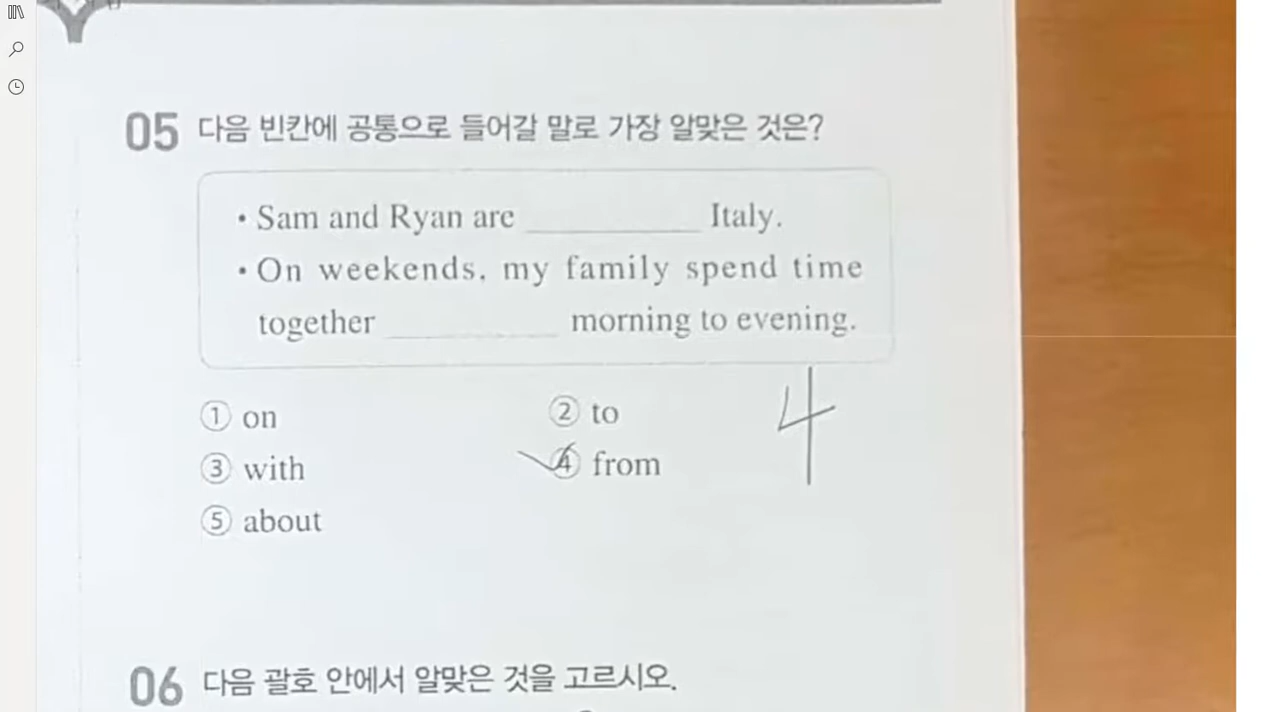 05 다음 빈칸에 공통으로 들어갈 말로 가장 알맞은 것은?
• Sam and Ryan are __________ Italy.
• On weekends, my family spend time
together __________ morning to evening.
① on ② to
4
③ with ④ from
⑤ about
06 다음 괄호 안에서 알맞은 것을 고르시오.